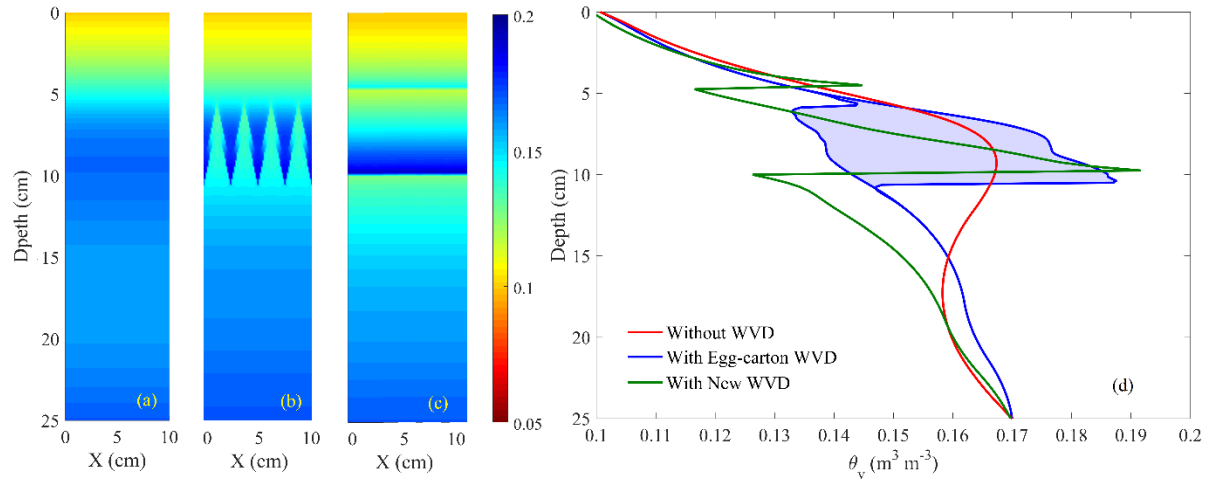 0
5
10
15
20
25
Dpeth (cm)
(a)
0 5 10
X (cm)
(b)
0 5 10
X (cm)
(c)
0 5 10
X (cm)
0.2
0.15
0.1
0.05
0
5
10
15
20
25
Depth (cm)
Without WVD
With Egg-carton WVD
With New WVD
(d)
0.1 0.11 0.12 0.13 0.14 0.15 0.16 0.17 0.18 0.19 0.2
θv (m³ m⁻³)